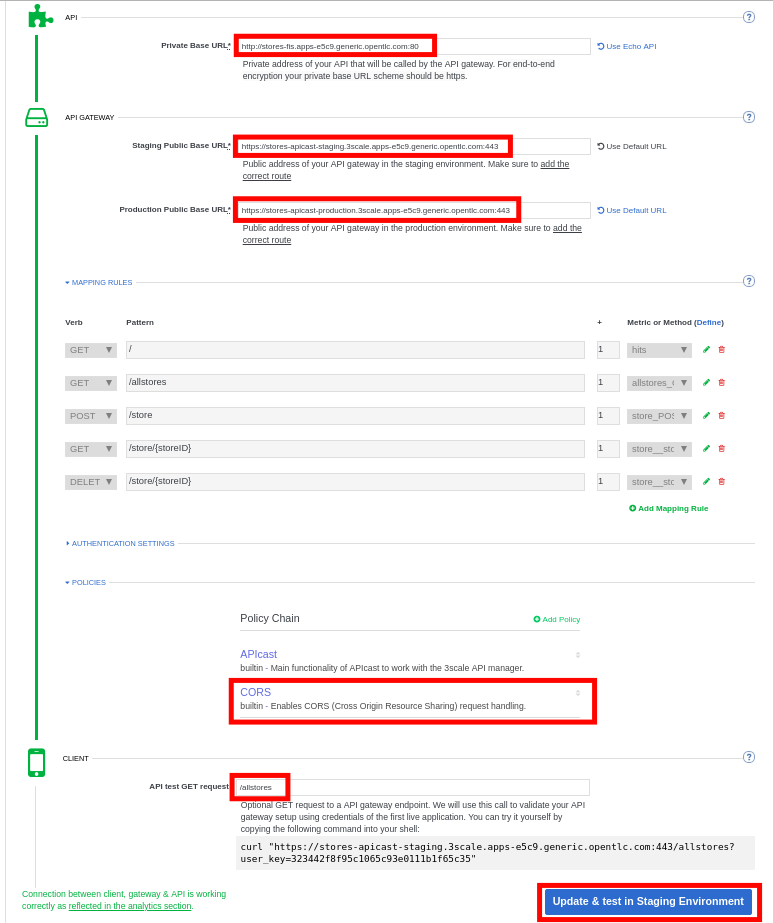 API
?
Private Base URL* http://stores-fis.apps-e5c9.generic.opentlc.com:80 Use Echo API
Private address of your API that will be called by the API gateway. For end-to-end
encryption your private base URL scheme should be https.
API GATEWAY
?
Staging Public Base URL* https://stores-apicast-staging.3scale.apps-e5c9.generic.opentlc.com:443 Use Default URL
Public address of your API gateway in the staging environment. Make sure to add the
correct route
Production Public Base URL* https://stores-apicast-production.3scale.apps-e5c9.generic.opentlc.com:443 Use Default URL
Public address of your API gateway in the production environment. Make sure to add the
correct route
MAPPING RULES
?
Verb Pattern + Metric or Method (Define)
GET / 1 hits
GET /allstores 1 allstores_
POST /store 1 store_POS
GET /store/{storeID} 1 store__sto
DELET /store/{storeID} 1 store__sto
Add Mapping Rule
AUTHENTICATION SETTINGS
POLICIES
Policy Chain Add Policy
APIcast
builtin - Main functionality of APIcast to work with the 3scale API manager.
CORS
builtin - Enables CORS (Cross Origin Resource Sharing) request handling.
CLIENT
?
API test GET request /allstores
Optional GET request to a API gateway endpoint. We will use this call to validate your API
gateway setup using credentials of the first live application. You can try it yourself by
copying the following command into your shell:
curl "https://stores-apicast-staging.3scale.apps-e5c9.generic.opentlc.com:443/allstores?
user_key=323442f8f95c1065c93e0111b1f65c35"
Connection between client, gateway & API is working
correctly as reflected in the analytics section.
Update & test in Staging Environment